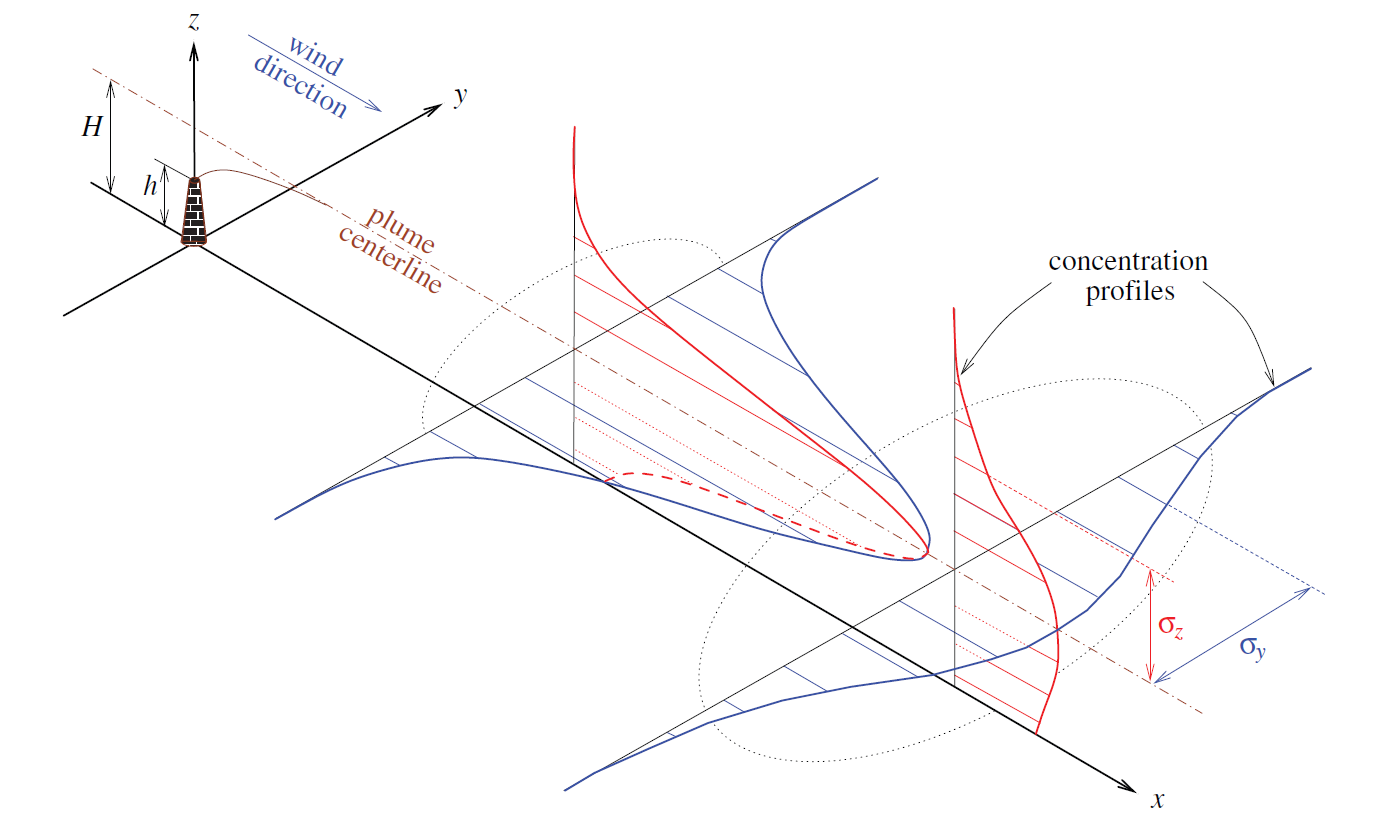 z
wind
direction
y
H
h
plume
centerline
concentration
profiles
σz
σy
x